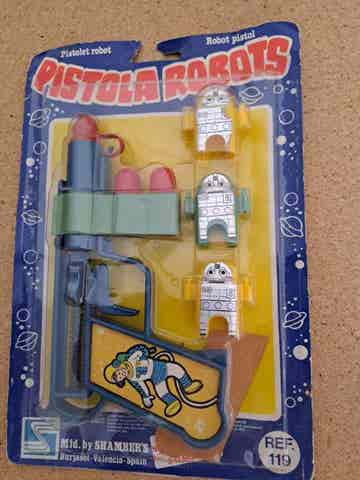 Pistolet robot
Robot pistol
PISTOLA ROBOTS
Mfd. by SHAMBER'S
Burjasot-Valencia-Spain
REF.
119